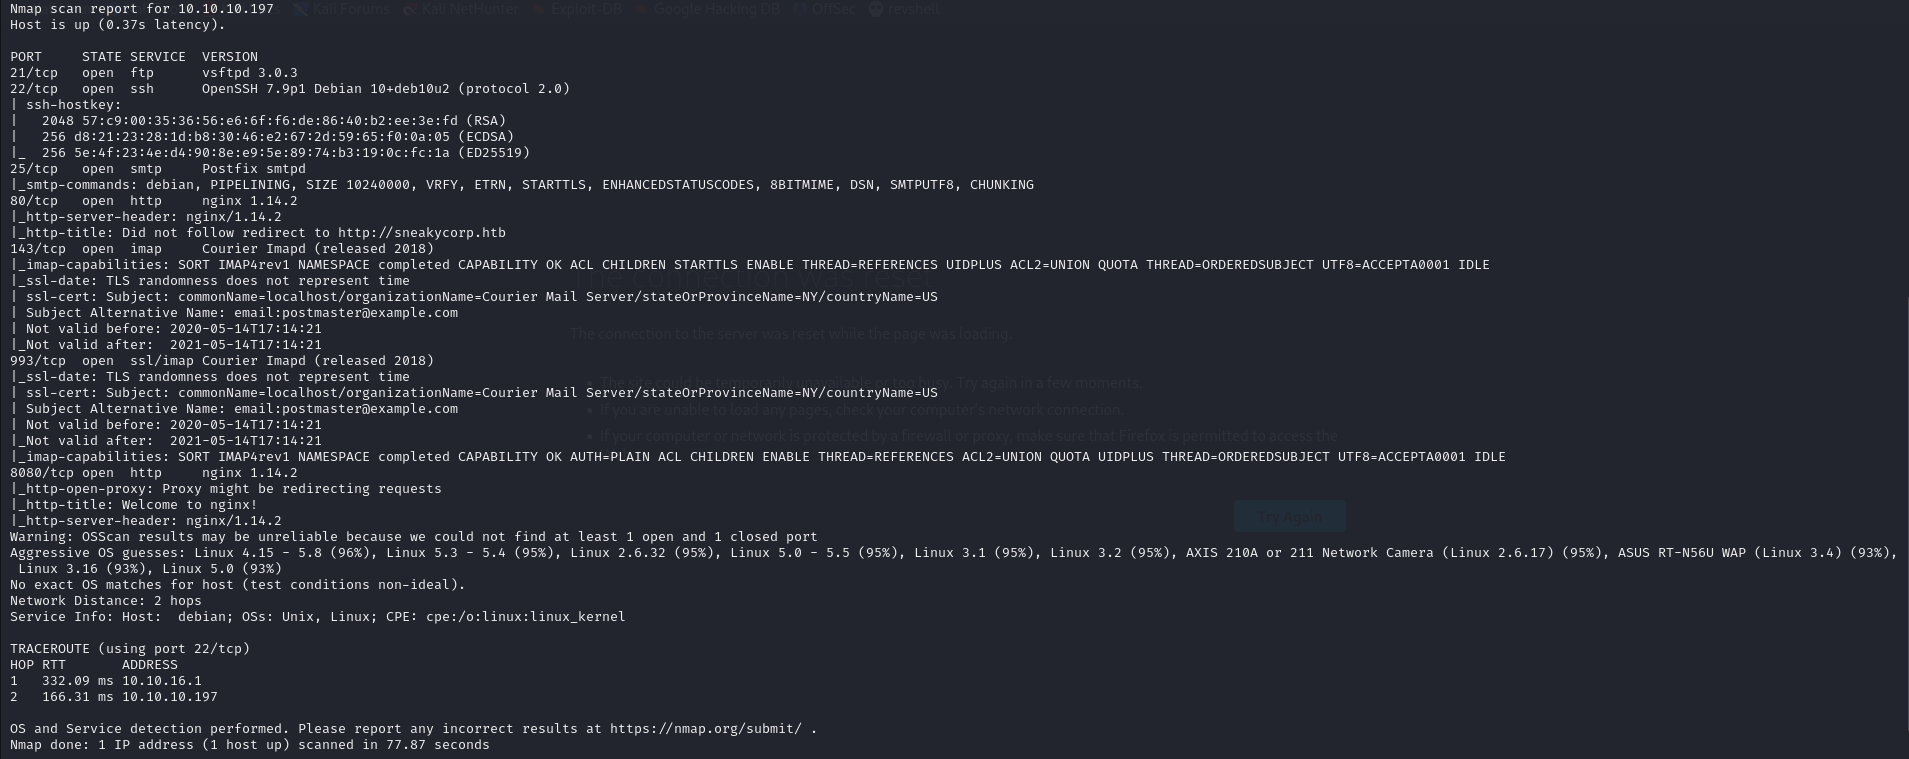 Kali Forums Kali NetHunter Exploit-DB Google Hacking DB OffSec revshell
Nmap scan report for 10.10.10.197
Host is up (0.37s latency).
PORT     STATE SERVICE  VERSION
21/tcp   open  ftp      vsftpd 3.0.3
22/tcp   open  ssh      OpenSSH 7.9p1 Debian 10+deb10u2 (protocol 2.0)
| ssh-hostkey:
|   2048 57:c9:00:35:36:56:e6:6f:f6:de:86:40:b2:ee:3e:fd (RSA)
|   256 d8:21:23:28:1d:b8:30:46:e2:67:2d:59:65:f0:0a:05 (ECDSA)
|_  256 5e:4f:23:4e:d4:90:8e:e9:5e:89:74:b3:19:0c:fc:1a (ED25519)
25/tcp   open  smtp     Postfix smtpd
|_smtp-commands: debian, PIPELINING, SIZE 10240000, VRFY, ETRN, STARTTLS, ENHANCEDSTATUSCODES, 8BITMIME, DSN, SMTPUTF8, CHUNKING
80/tcp   open  http     nginx 1.14.2
|_http-server-header: nginx/1.14.2
|_http-title: Did not follow redirect to http://sneakycorp.htb
143/tcp  open  imap     Courier Imapd (released 2018)
|_imap-capabilities: SORT IMAP4rev1 NAMESPACE completed CAPABILITY OK ACL CHILDREN STARTTLS ENABLE THREAD=REFERENCES UIDPLUS ACL2=UNION QUOTA THREAD=ORDEREDSUBJECT UTF8=ACCEPTA0001 IDLE
|_ssl-date: TLS randomness does not represent time
| ssl-cert: Subject: commonName=localhost/organizationName=Courier Mail Server/stateOrProvinceName=NY/countryName=US
| Subject Alternative Name: email:postmaster@example.com
| Not valid before: 2020-05-14T17:14:21
|_Not valid after:  2021-05-14T17:14:21
The connection to the server was reset while the page was loading.
993/tcp  open  ssl/imap Courier Imapd (released 2018)
|_ssl-date: TLS randomness does not represent time
| ssl-cert: Subject: commonName=localhost/organizationName=Courier Mail Server/stateOrProvinceName=NY/countryName=US
| Subject Alternative Name: email:postmaster@example.com
| Not valid before: 2020-05-14T17:14:21
|_Not valid after:  2021-05-14T17:14:21
The site could be temporarily unavailable or too busy. Try again in a few moments.
If you are unable to load any pages, check your computer's network connection.
If your computer or network is protected by a firewall or proxy, make sure that Firefox is permitted to access the
|_imap-capabilities: SORT IMAP4rev1 NAMESPACE completed CAPABILITY OK AUTH=PLAIN ACL CHILDREN ENABLE THREAD=REFERENCES ACL2=UNION QUOTA UIDPLUS THREAD=ORDEREDSUBJECT UTF8=ACCEPTA0001 IDLE
8080/tcp open  http     nginx 1.14.2
|_http-open-proxy: Proxy might be redirecting requests
|_http-title: Welcome to nginx!
|_http-server-header: nginx/1.14.2
Try Again
Warning: OSScan results may be unreliable because we could not find at least 1 open and 1 closed port
Aggressive OS guesses: Linux 4.15 - 5.8 (96%), Linux 5.3 - 5.4 (95%), Linux 2.6.32 (95%), Linux 5.0 - 5.5 (95%), Linux 3.1 (95%), Linux 3.2 (95%), AXIS 210A or 211 Network Camera (Linux 2.6.17) (95%), ASUS RT-N56U WAP (Linux 3.4) (93%),
Linux 3.16 (93%), Linux 5.0 (93%)
No exact OS matches for host (test conditions non-ideal).
Network Distance: 2 hops
Service Info: Host:  debian; OSs: Unix, Linux; CPE: cpe:/o:linux:linux_kernel
TRACEROUTE (using port 22/tcp)
HOP RTT       ADDRESS
1   332.09 ms 10.10.16.1
2   166.31 ms 10.10.10.197
OS and Service detection performed. Please report any incorrect results at https://nmap.org/submit/ .
Nmap done: 1 IP address (1 host up) scanned in 77.87 seconds